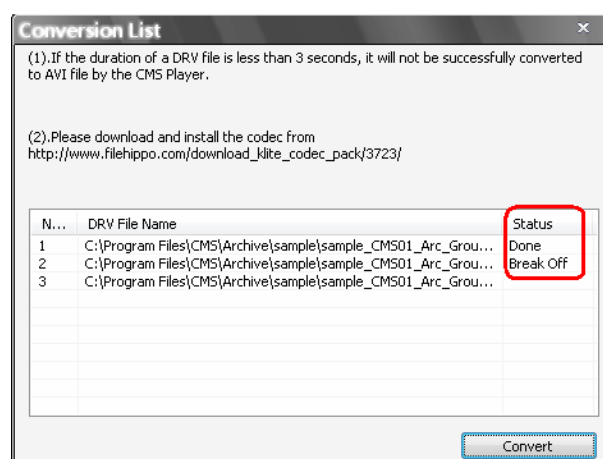 Conversion List
(1).If the duration of a DRV file is less than 3 seconds, it will not be successfully converted
to AVI file by the CMS Player.
(2).Please download and install the codec from
http://www.filehippo.com/download_klite_codec_pack/3723/
N... DRV File Name Status
1 C:\Program Files\CMS\Archive\sample\sample_CMS01_Arc_Grou... Done
2 C:\Program Files\CMS\Archive\sample\sample_CMS01_Arc_Grou... Break Off
3 C:\Program Files\CMS\Archive\sample\sample_CMS01_Arc_Grou...
Convert